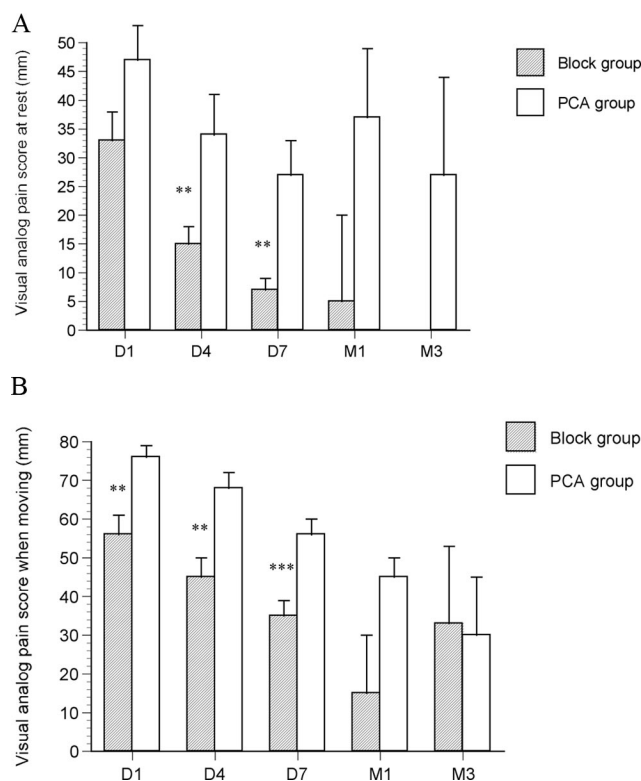 A
Visual analog pain score at rest (mm)
50
45
40
35
30
25
20
15
10
5
0
**
**
D1 D4 D7 M1 M3
Block group
PCA group
B
Visual analog pain score when moving (mm)
80
70
60
50
40
30
20
10
0
**
**
***
D1 D4 D7 M1 M3
Block group
PCA group